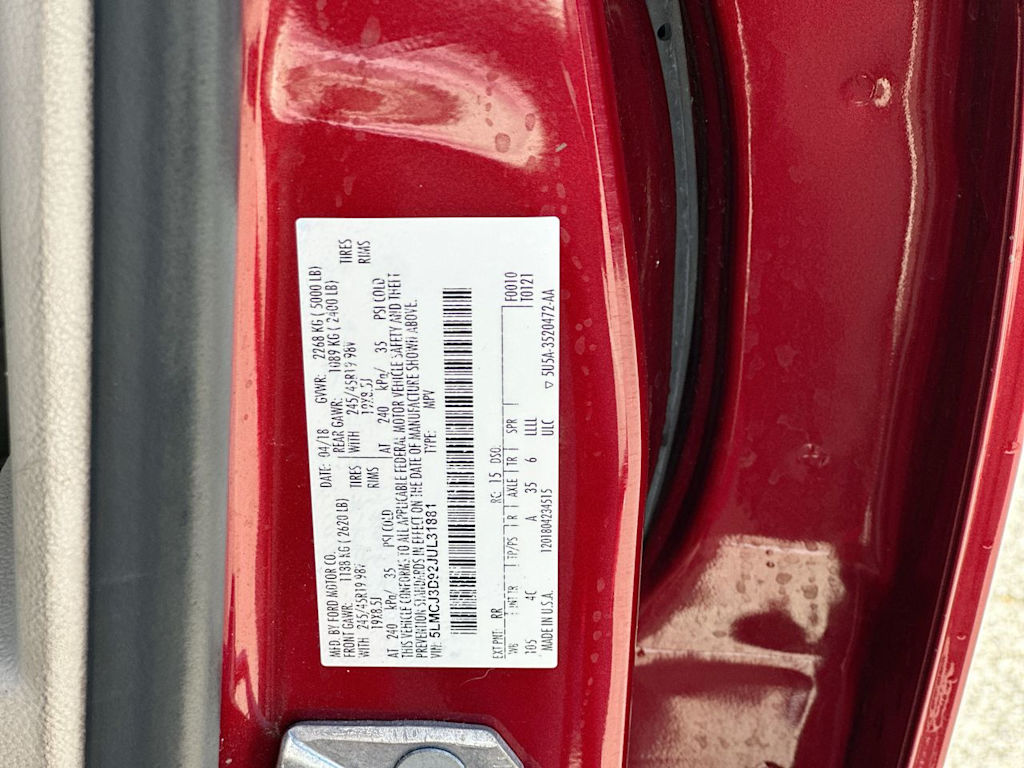 MFD. BY FORD MOTOR CO.
DATE: 04/18 GVWR: 2268 KG ( 5000 LB)
FRONT GAWR: REAR GAWR:
1188 KG ( 2620 LB) 1089 KG ( 2400 LB)
WITH TIRES WITH TIRES
245/45R19 98V 245/45R19 98V
19X8.5J RIMS 19X8.5J RIMS
AT 240 kPa/ 35 PSI COLD AT 240 kPa/ 35 PSI COLD
THIS VEHICLE CONFORMS TO ALL APPLICABLE FEDERAL MOTOR VEHICLE SAFETY AND THEFT
PREVENTION STANDARDS IN EFFECT ON THE DATE OF MANUFACTURE SHOWN ABOVE.
VIN: 5LMCJ3D92JUL31881
TYPE: MPV
EXT PNT: RR RC: 15 DSO: F0010
WB INT TR TP/PS R AXLE TR SPR T0121
105 4C A 35 6 LLLL
MADE IN U.S.A. 1201804234515 ULC ▽ 5U5A-3520472-AA